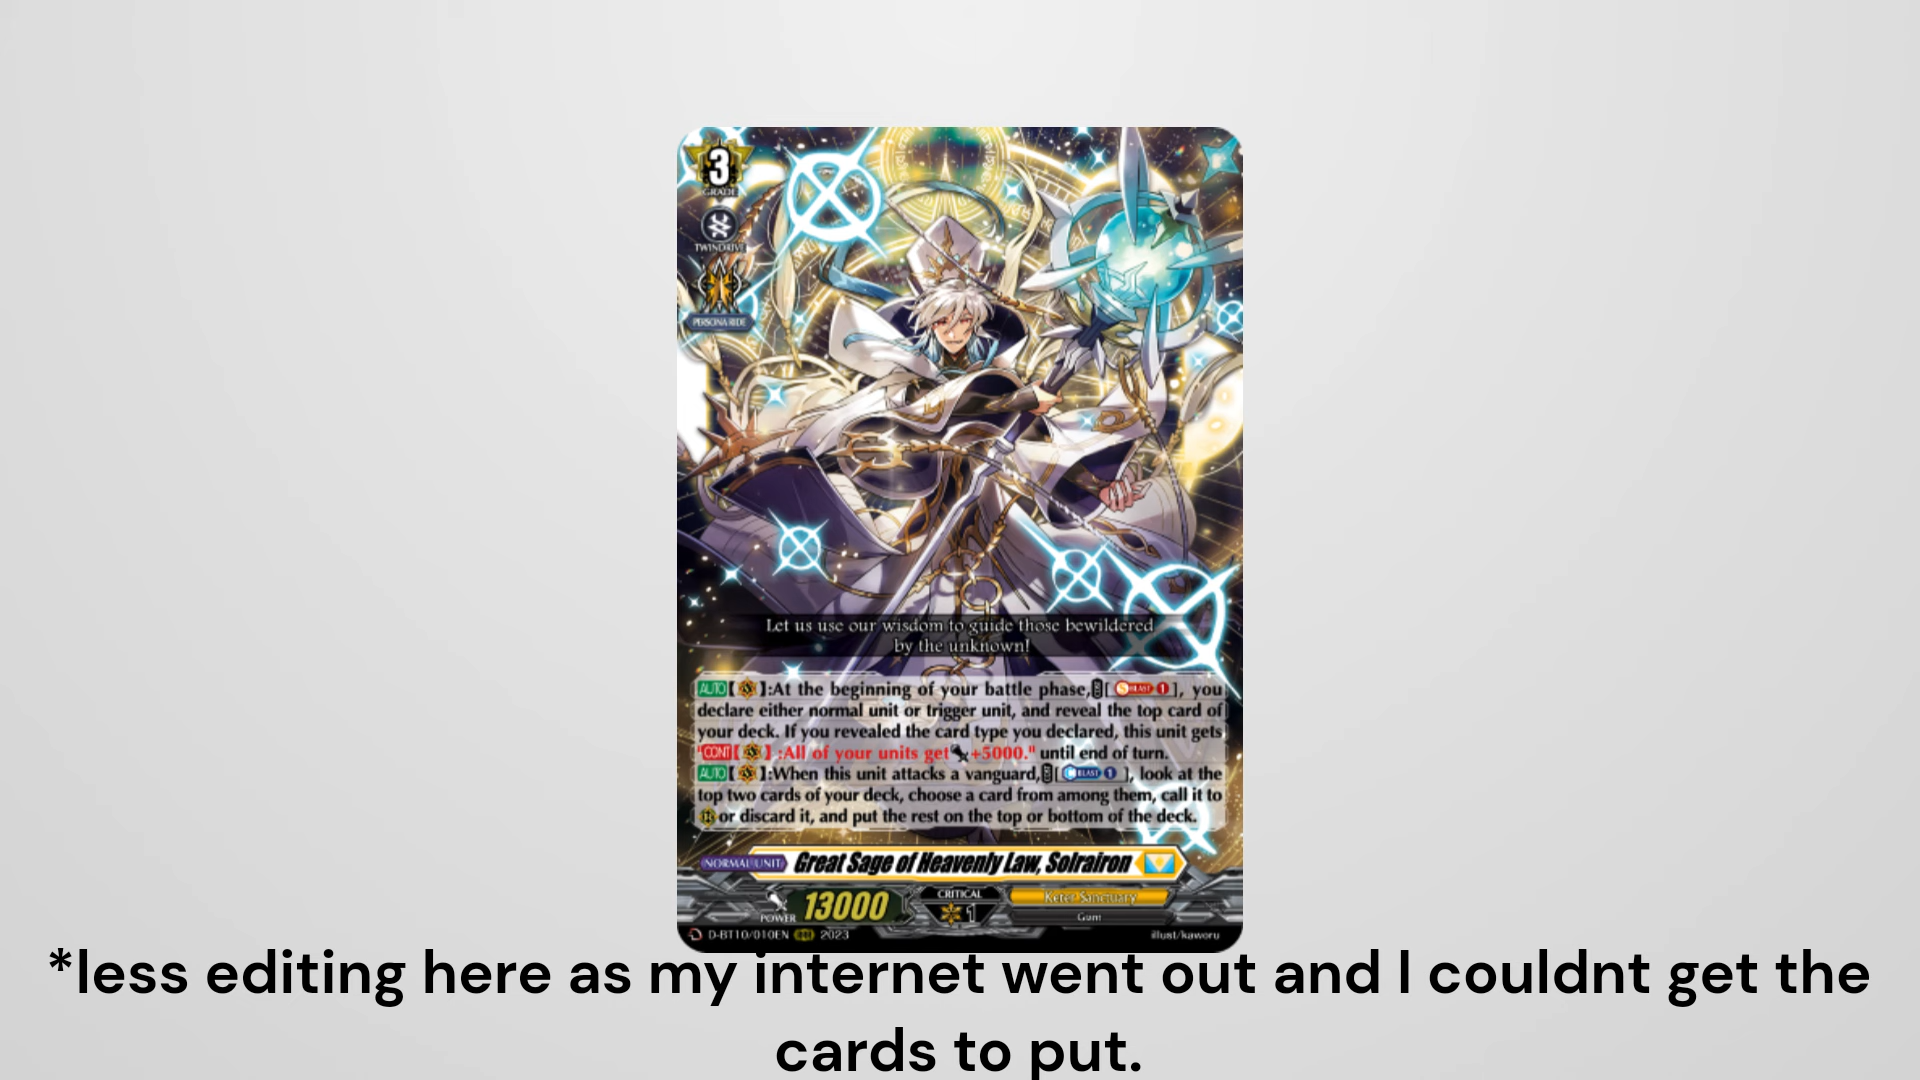 3
GRADE
TWINDRIVE
PERSONA RIDE
Let us use our wisdom to guide those bewildered
by the unknown!
AUTO【 】:At the beginning of your battle phase, [ S BLAST 1 ], you
declare either normal unit or trigger unit, and reveal the top card of
your deck. If you revealed the card type you declared, this unit gets
"CONT【 】 :All of your units get +5000." until end of turn.
AUTO【 】:When this unit attacks a vanguard, [ C BLAST 1 ], look at the
top two cards of your deck, choose a card from among them, call it to
R or discard it, and put the rest on the top or bottom of the deck.
NORMAL UNIT Great Sage of Heavenly Law, Solrairon
POWER 13000 CRITICAL 1 Keter Sanctuary
Gum
D-BT10/010EN RRR 2023 illust/kaworu
*less editing here as my internet went out and I couldnt get the
cards to put.